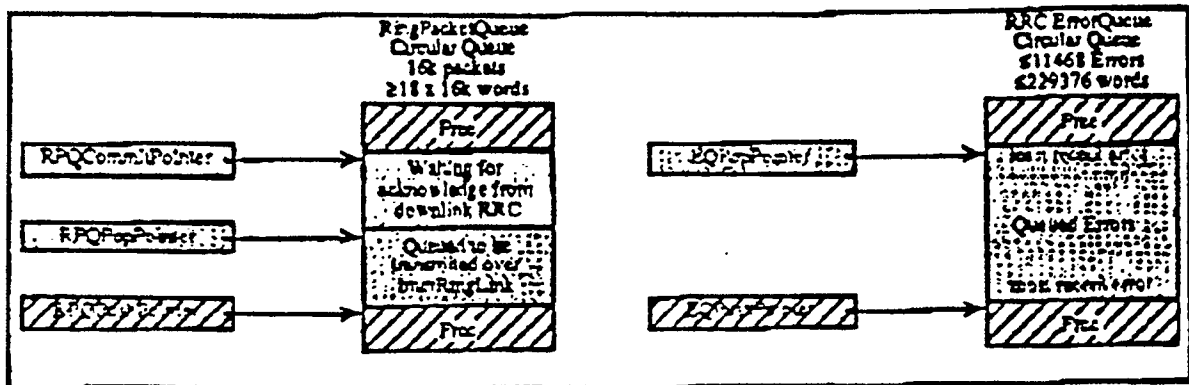 RingPacketQueue
Circular Queue
16k packets
≥18 x 16k words
Free
RPQCommitPointer
Waiting for
acknowledge from
downlink RRC
RPQPopPointer
Queued to be
transmitted over
InterRingLink
Free
RRC ErrorQueue
Circular Queue
≤11468 Errors
≤229376 words
Free
Queued Errors
most recent error
Free